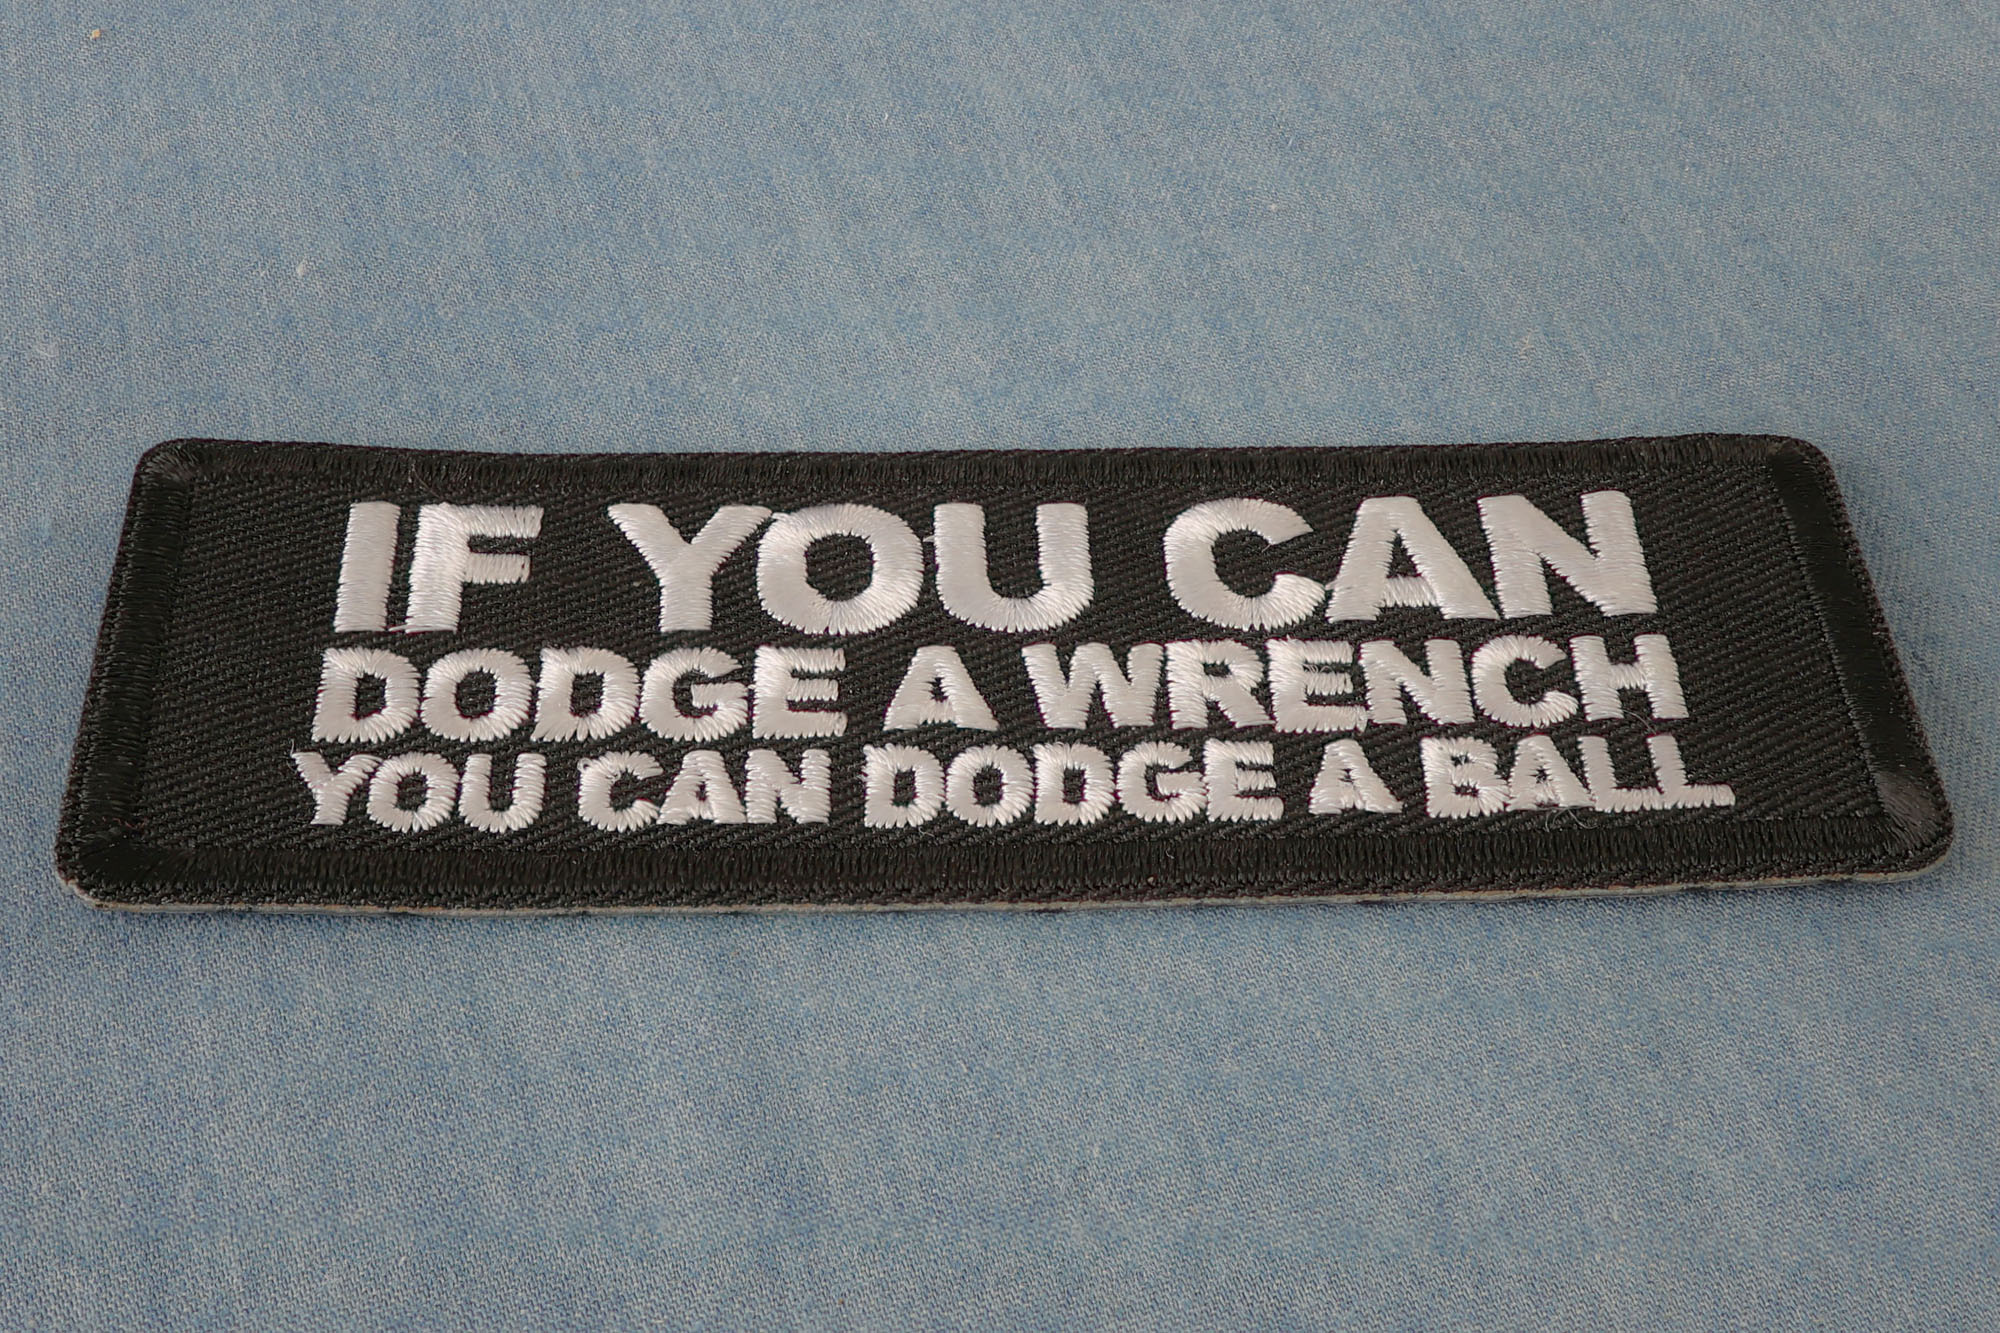 IF YOU CAN
DODGE A WRENCH
YOU CAN DODGE A BALL